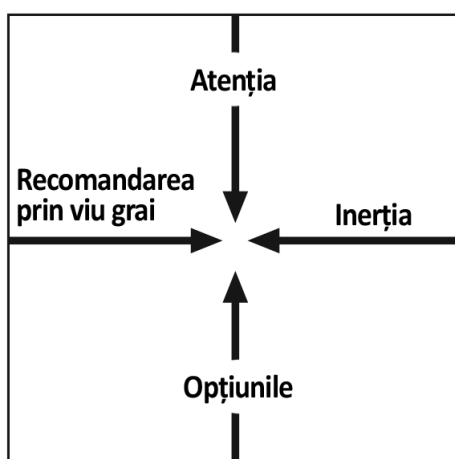 Atenția
Recomandarea
prin viu grai
Inerția
Opțiunile